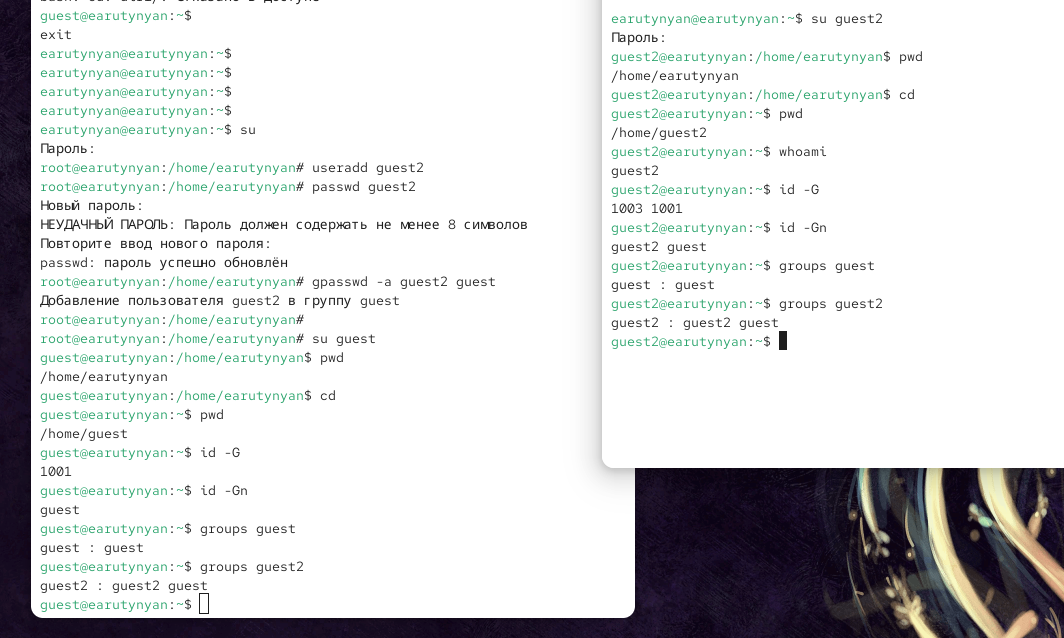 guest@earutynyan:~$
exit
earutynyan@earutynyan:~$
earutynyan@earutynyan:~$
earutynyan@earutynyan:~$
earutynyan@earutynyan:~$
earutynyan@earutynyan:~$ su
Пароль:
root@earutynyan:/home/earutynyan# useradd guest2
root@earutynyan:/home/earutynyan# passwd guest2
Новый пароль:
НЕУДАЧНЫЙ ПАРОЛЬ: Пароль должен содержать не менее 8 символов
Повторите ввод нового пароля:
passwd: пароль успешно обновлён
root@earutynyan:/home/earutynyan# gpasswd -a guest2 guest
Добавление пользователя guest2 в группу guest
root@earutynyan:/home/earutynyan#
root@earutynyan:/home/earutynyan# su guest
guest@earutynyan:/home/earutynyan$ pwd
/home/earutynyan
guest@earutynyan:/home/earutynyan$ cd
guest@earutynyan:~$ pwd
/home/guest
guest@earutynyan:~$ id -G
1001
guest@earutynyan:~$ id -Gn
guest
guest@earutynyan:~$ groups guest
guest : guest
guest@earutynyan:~$ groups guest2
guest2 : guest2 guest
guest@earutynyan:~$
earutynyan@earutynyan:~$ su guest2
Пароль:
guest2@earutynyan:/home/earutynyan$ pwd
/home/earutynyan
guest2@earutynyan:/home/earutynyan$ cd
guest2@earutynyan:~$ pwd
/home/guest2
guest2@earutynyan:~$ whoami
guest2
guest2@earutynyan:~$ id -G
1003 1001
guest2@earutynyan:~$ id -Gn
guest2 guest
guest2@earutynyan:~$ groups guest
guest : guest
guest2@earutynyan:~$ groups guest2
guest2 : guest2 guest
guest2@earutynyan:~$